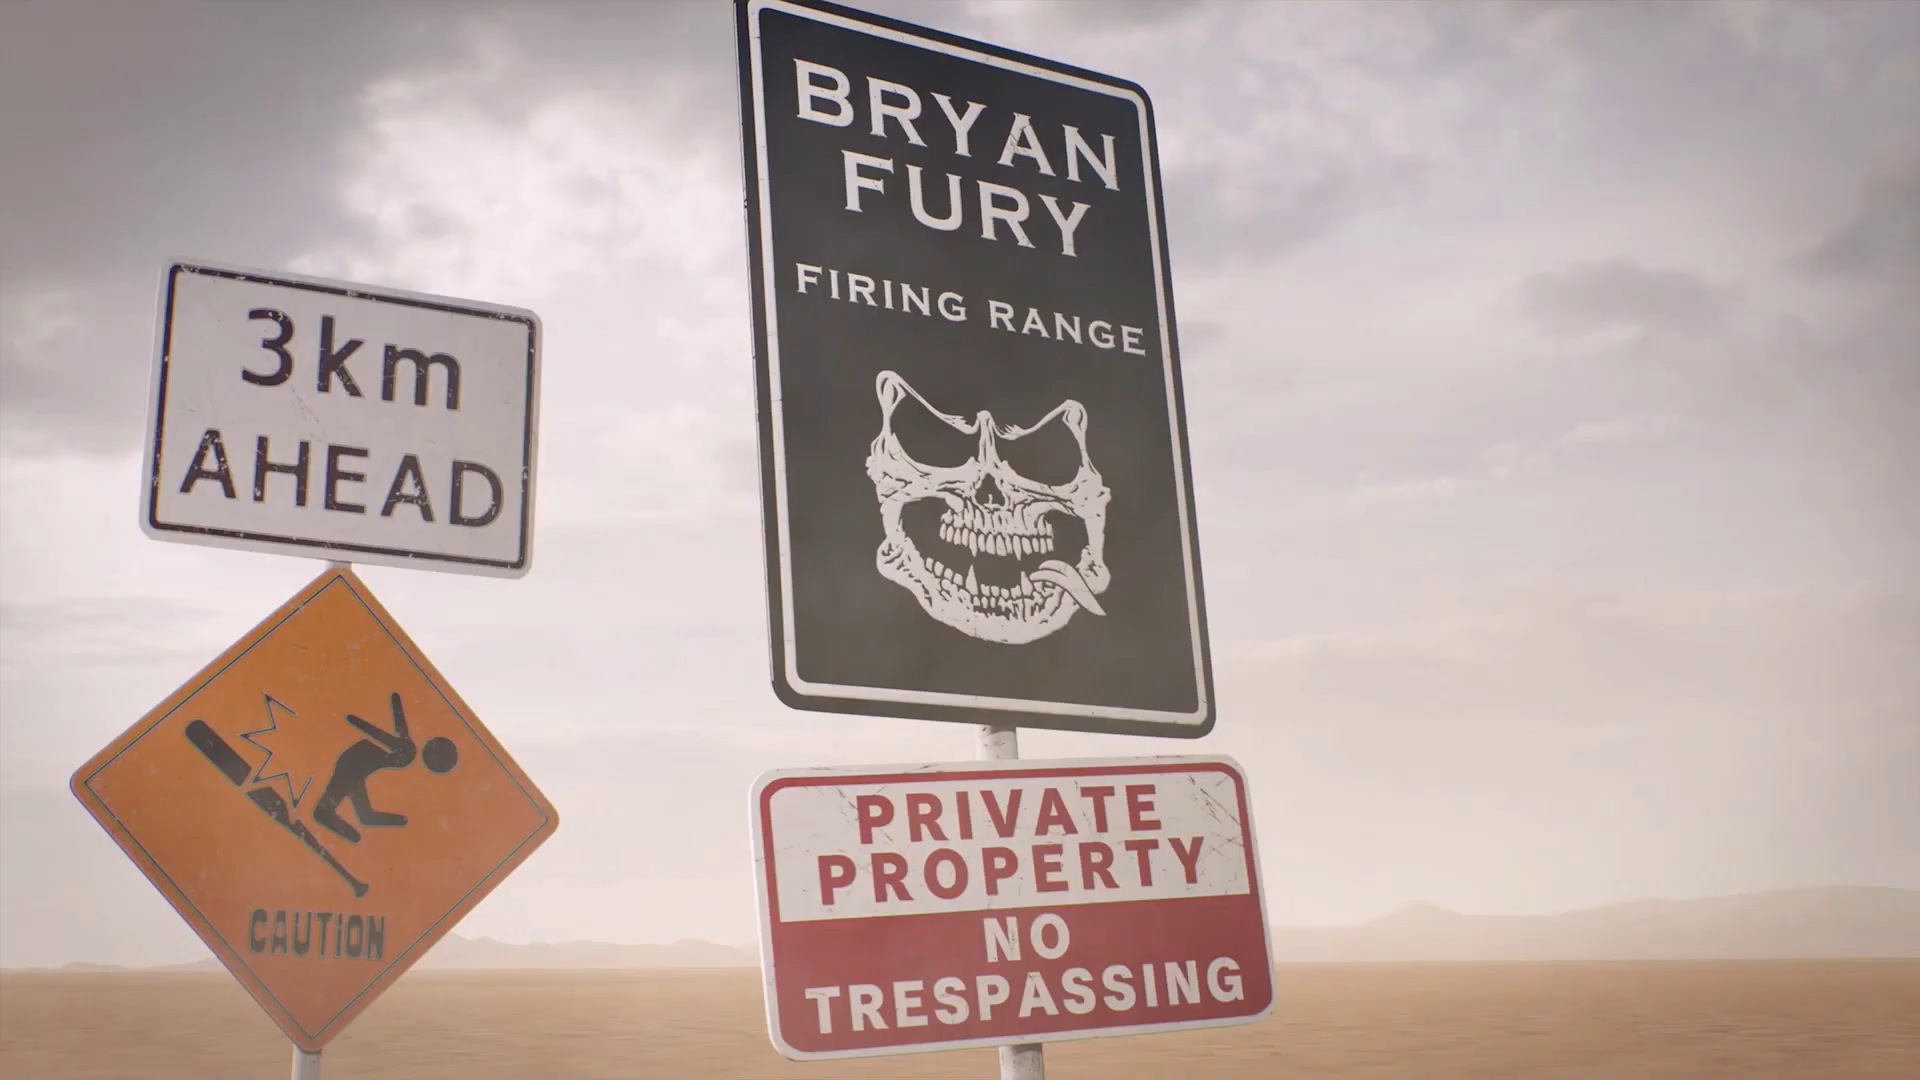 3km
AHEAD
CAUTION
BRYAN
FURY
FIRING RANGE
PRIVATE
PROPERTY
NO
TRESPASSING